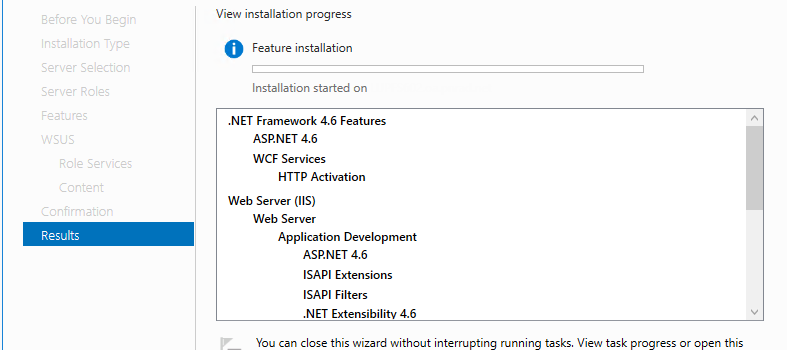 Before You Begin
Installation Type
Server Selection
Server Roles
Features
WSUS
Role Services
Content
Confirmation
Results
View installation progress
Feature installation
Installation started on
.NET Framework 4.6 Features
ASP.NET 4.6
WCF Services
HTTP Activation
Web Server (IIS)
Web Server
Application Development
ASP.NET 4.6
ISAPI Extensions
ISAPI Filters
.NET Extensibility 4.6
You can close this wizard without interrupting running tasks. View task progress or open this